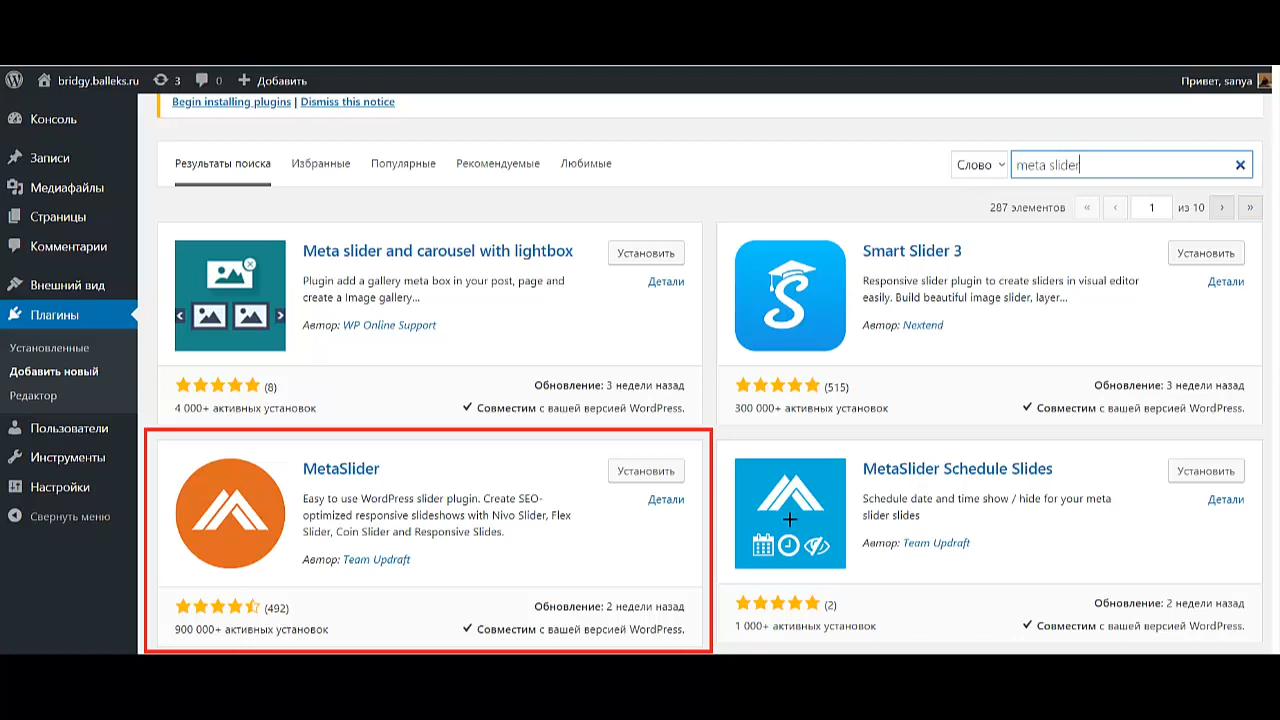 bridgy.balleks.ru 3 0 Добавить Привет, sanya
Begin installing plugins | Dismiss this notice
Консоль
Записи
Медиафайлы
Страницы
Комментарии
Внешний вид
Плагины
Установленные
Добавить новый
Редактор
Пользователи
Инструменты
Настройки
Свернуть меню
Результаты поиска Избранные Популярные Рекомендуемые Любимые Слово meta slider
287 элементов « ‹ 1 из 10 › »
Meta slider and carousel with lightbox
Установить
Детали
Plugin add a gallery meta box in your post, page and
create a Image gallery...
Автор: WP Online Support
(8)
Обновление: 3 недели назад
4 000+ активных установок
Совместим с вашей версией WordPress.
Smart Slider 3
Установить
Детали
Responsive slider plugin to create sliders in visual editor
easily. Build beautiful image slider, layer...
Автор: Nextend
(515)
Обновление: 3 недели назад
300 000+ активных установок
Совместим с вашей версией WordPress.
MetaSlider
Установить
Детали
Easy to use WordPress slider plugin. Create SEO-
optimized responsive slideshows with Nivo Slider, Flex
Slider, Coin Slider and Responsive Slides.
Автор: Team Updraft
(492)
Обновление: 2 недели назад
900 000+ активных установок
Совместим с вашей версией WordPress.
MetaSlider Schedule Slides
Установить
Детали
Schedule date and time show / hide for your meta
slider slides
Автор: Team Updraft
(2)
Обновление: 2 недели назад
1 000+ активных установок
Совместим с вашей версией WordPress.